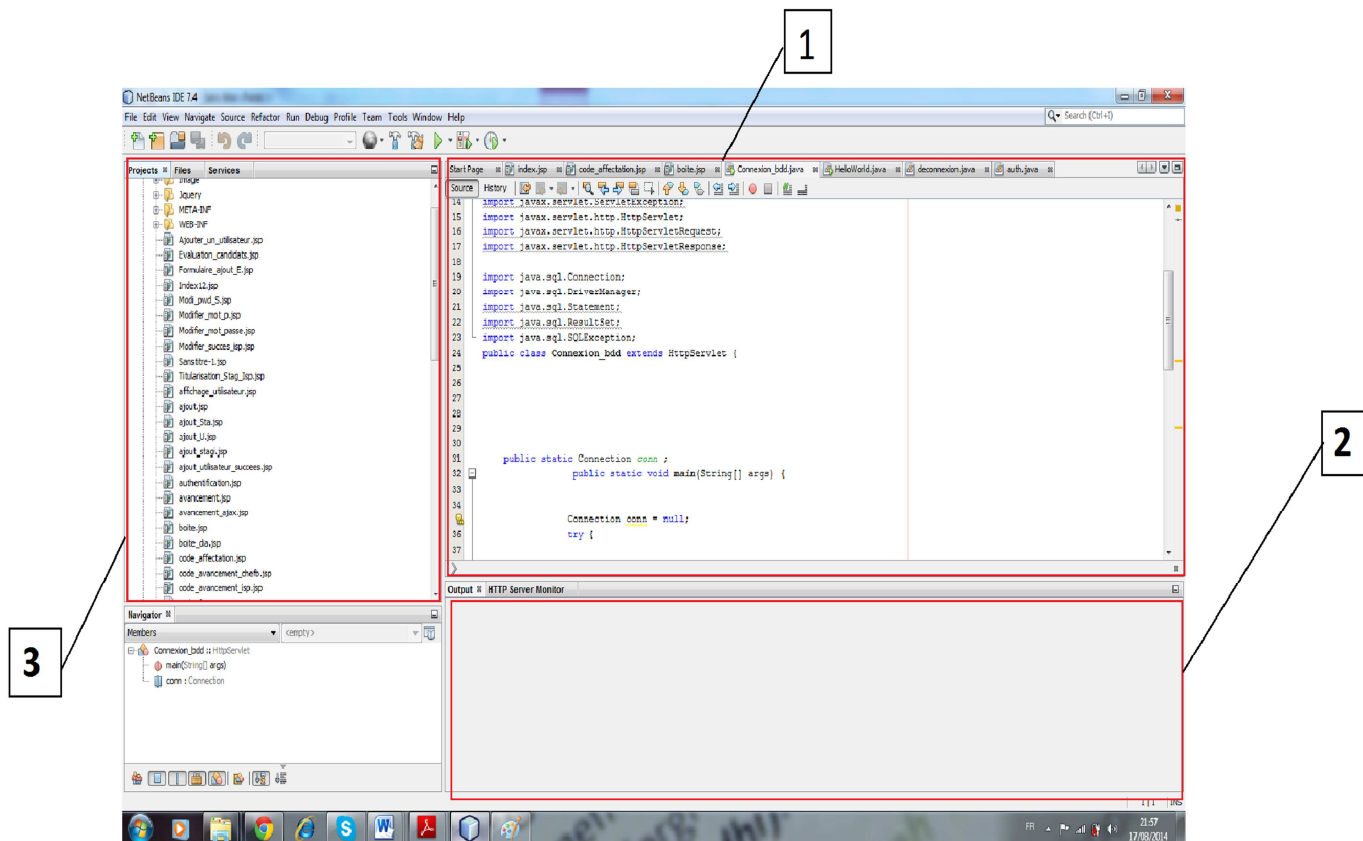 1
NetBeans IDE 7.4
File Edit View Navigate Source Refactor Run Debug Profile Team Tools Window Help
Search (Ctrl+I)
Projects Files Services
Image
Jquery
META-INF
WEB-INF
Ajouter_un_utilisateur.jsp
Evaluation_candidats.jsp
Formulaire_ajout_E.jsp
Index12.jsp
Modi_pwd_S.jsp
Modifier_mot_p.jsp
Modifier_mot_passe.jsp
Modifier_succes_isp.jsp
Sanstitre-1.jsp
Titularisation_Stag_Isp.jsp
affichage_utilisateur.jsp
ajout.jsp
ajout_Sta.jsp
ajout_U.jsp
ajout_stagi.jsp
ajout_utilisateur_succees.jsp
authentification.jsp
avancement.jsp
avancement_ajax.jsp
boite.jsp
boite_dia.jsp
code_affectation.jsp
code_avancement_chefb.jsp
code_avancement_isp.jsp
Start Page index.jsp code_affectation.jsp boite.jsp Connexion_bdd.java HelloWorld.java deconnexion.java auth.java
Source History
14 import javax.servlet.ServletException;
15 import javax.servlet.http.HttpServlet;
16 import javax.servlet.http.HttpServletRequest;
17 import javax.servlet.http.HttpServletResponse;
18
19 import java.sql.Connection;
20 import java.sql.DriverManager;
21 import java.sql.Statement;
22 import java.sql.ResultSet;
23 import java.sql.SQLException;
24 public class Connexion_bdd extends HttpServlet {
25
26
27
28
29
30
31 public static Connection conn ;
32 public static void main(String[] args) {
33
34
Connection conn = null;
36 try {
37
2
Output HTTP Server Monitor
3
Navigator
Members <empty>
Connexion_bdd :: HttpServlet
main(String[] args)
conn : Connection
1|1 INS
FR
21:57
17/08/2014